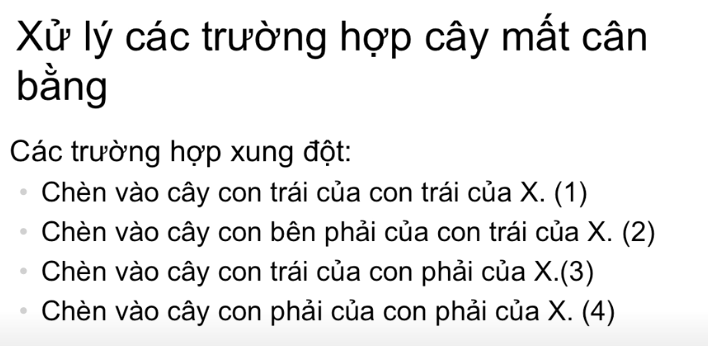 Xử lý các trường hợp cây mất cân
bằng
Các trường hợp xung đột:
• Chèn vào cây con trái của con trái của X. (1)
• Chèn vào cây con bên phải của con trái của X. (2)
• Chèn vào cây con trái của con phải của X.(3)
• Chèn vào cây con phải của con phải của X. (4)